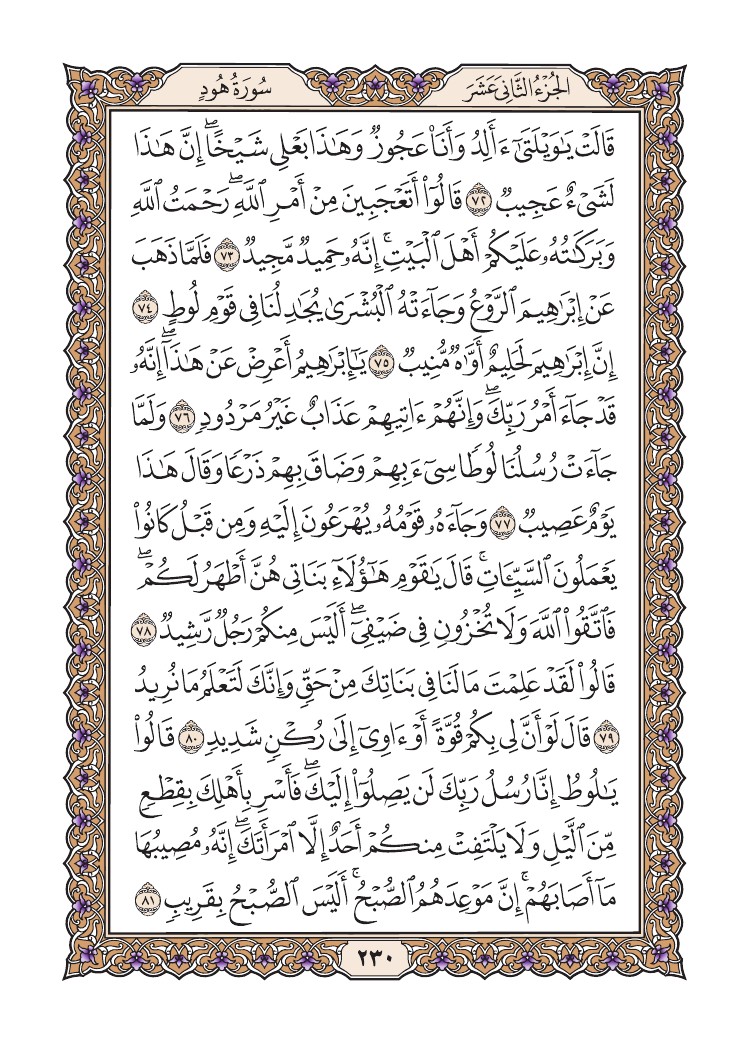 الجُزْءُ الثَّانِيَ عَشَرَ
سُورَةُ هُودٍ
قَالَتْ يَٰوَيْلَتَىٰٓ ءَأَلِدُ وَأَنَا۠ عَجُوزٌ وَهَٰذَا بَعْلِي شَيْخًاۖ إِنَّ هَٰذَا
لَشَيْءٌ عَجِيبٌ ٧٢ قَالُوٓا۟ أَتَعْجَبِينَ مِنْ أَمْرِ ٱللَّهِۖ رَحْمَتُ ٱللَّهِ
وَبَرَكَٰتُهُۥ عَلَيْكُمْ أَهْلَ ٱلْبَيْتِۚ إِنَّهُۥ حَمِيدٌ مَّجِيدٌ ٧٣ فَلَمَّا ذَهَبَ
عَنْ إِبْرَٰهِيمَ ٱلرَّوْعُ وَجَآءَتْهُ ٱلْبُشْرَىٰ يُجَٰدِلُنَا فِي قَوْمِ لُوطٍ ٧٤
إِنَّ إِبْرَٰهِيمَ لَحَلِيمٌ أَوَّٰهٌ مُّنِيبٌ ٧٥ يَٰٓإِبْرَٰهِيمُ أَعْرِضْ عَنْ هَٰذَآۖ إِنَّهُۥ
قَدْ جَآءَ أَمْرُ رَبِّكَۖ وَإِنَّهُمْ ءَاتِيهِمْ عَذَابٌ غَيْرُ مَرْدُودٍ ٧٦ وَلَمَّا
جَآءَتْ رُسُلُنَا لُوطًا سِيٓءَ بِهِمْ وَضَاقَ بِهِمْ ذَرْعًا وَقَالَ هَٰذَا
يَوْمٌ عَصِيبٌ ٧٧ وَجَآءَهُۥ قَوْمُهُۥ يُهْرَعُونَ إِلَيْهِ وَمِن قَبْلُ كَانُوا۟
يَعْمَلُونَ ٱلسَّيِّـَٔاتِۚ قَالَ يَٰقَوْمِ هَٰٓؤُلَآءِ بَنَاتِي هُنَّ أَطْهَرُ لَكُمْۖ
فَٱتَّقُوا۟ ٱللَّهَ وَلَا تُخْزُونِ فِي ضَيْفِيٓۖ أَلَيْسَ مِنكُمْ رَجُلٌ رَّشِيدٌ ٧٨
قَالُوا۟ لَقَدْ عَلِمْتَ مَا لَنَا فِي بَنَاتِكَ مِنْ حَقٍّ وَإِنَّكَ لَتَعْلَمُ مَا نُرِيدُ
٧٩ قَالَ لَوْ أَنَّ لِي بِكُمْ قُوَّةً أَوْ ءَاوِيٓ إِلَىٰ رُكْنٍ شَدِيدٍ ٨٠ قَالُوا۟
يَٰلُوطُ إِنَّا رُسُلُ رَبِّكَ لَن يَصِلُوٓا۟ إِلَيْكَۖ فَأَسْرِ بِأَهْلِكَ بِقِطْعٍ
مِّنَ ٱلَّيْلِ وَلَا يَلْتَفِتْ مِنكُمْ أَحَدٌ إِلَّا ٱمْرَأَتَكَۖ إِنَّهُۥ مُصِيبُهَا
مَآ أَصَابَهُمْۚ إِنَّ مَوْعِدَهُمُ ٱلصُّبْحُۚ أَلَيْسَ ٱلصُّبْحُ بِقَرِيبٍ ٨١
٢٣٠